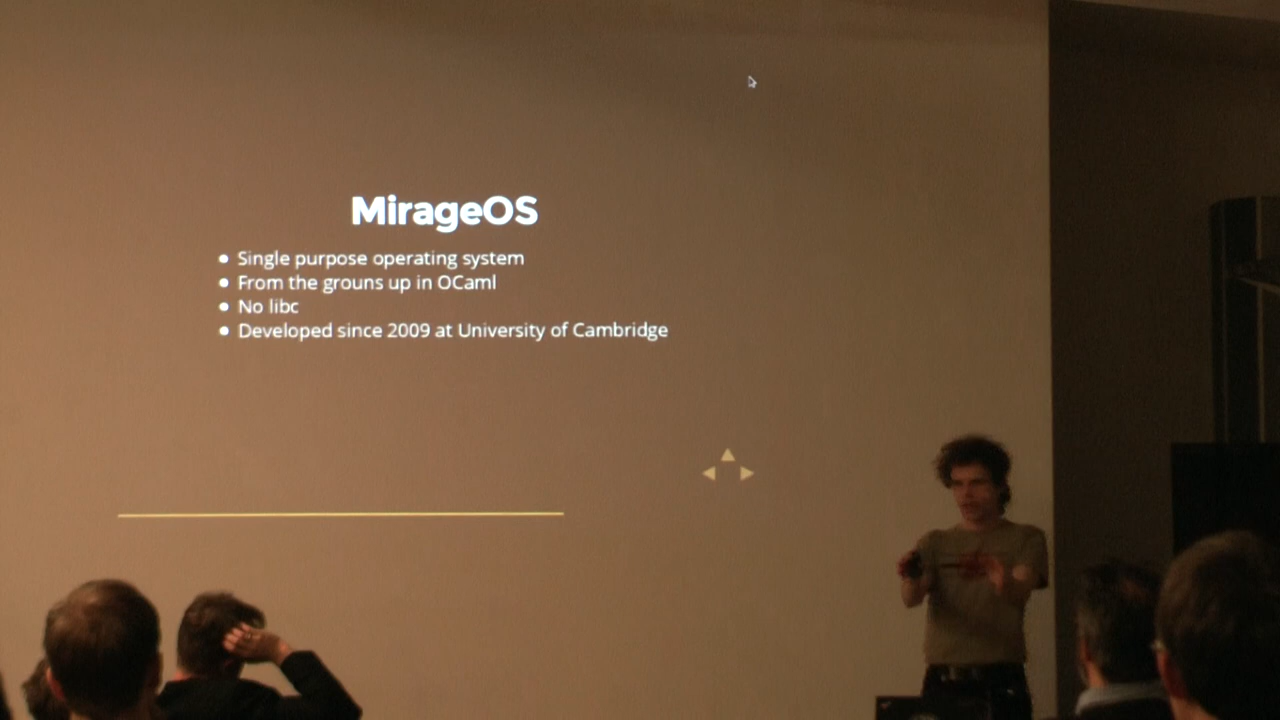 MirageOS
Single purpose operating system
From the grouns up in OCaml
No libc
Developed since 2009 at University of Cambridge